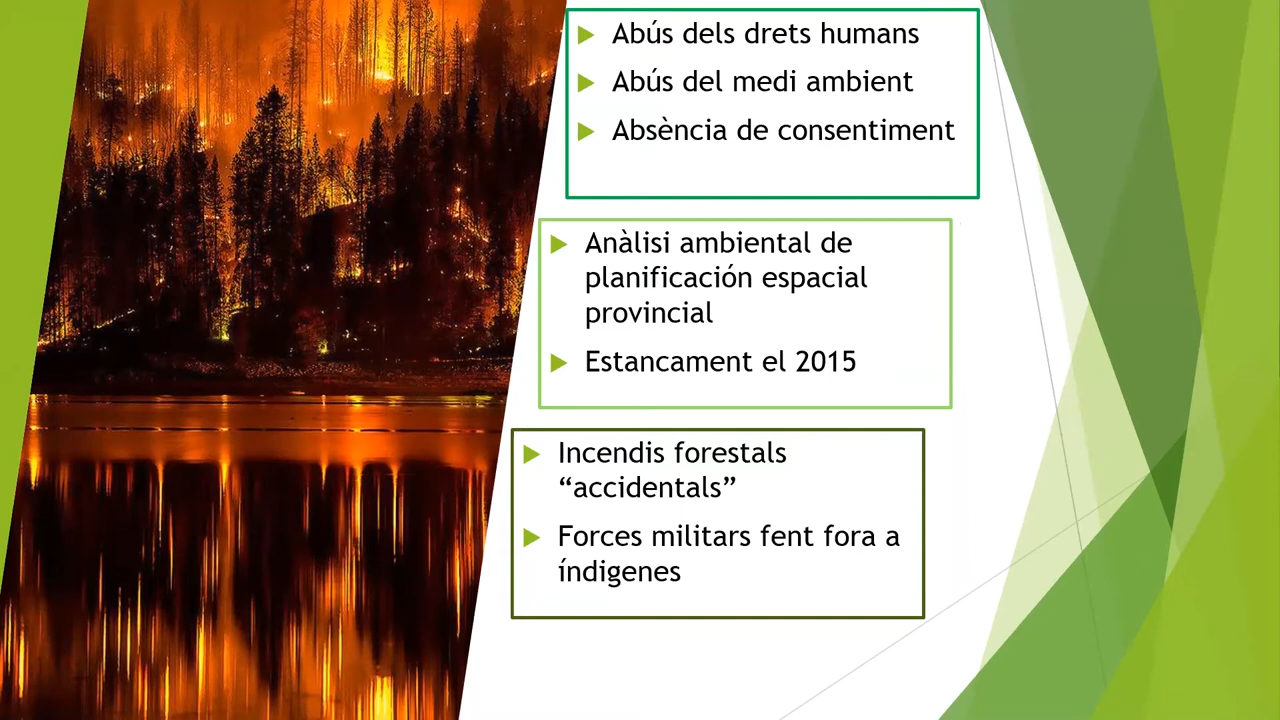 Abús dels drets humans
Abús del medi ambient
Absència de consentiment
Anàlisi ambiental de
planificación espacial
provincial
Estancament el 2015
Incendis forestals
“accidentals”
Forces militars fent fora a
índigenes